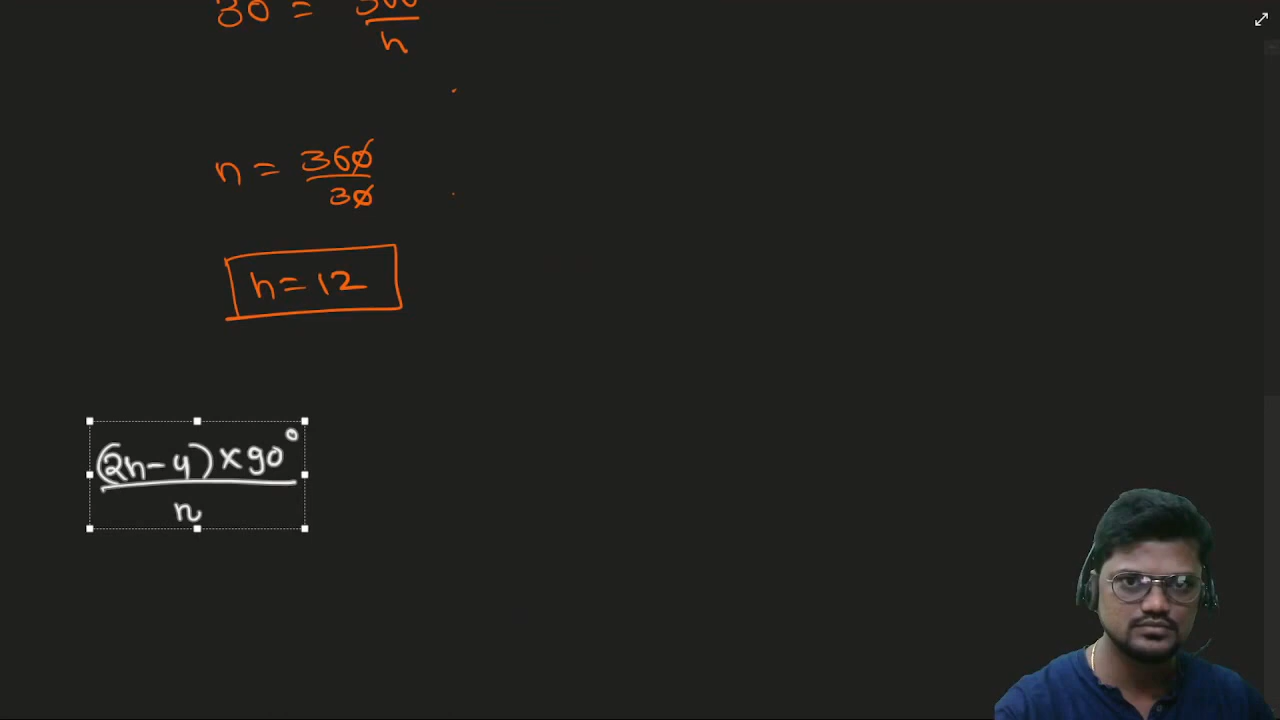 30 = 360/n
n = 360/30
n = 12
(2n-4) × 90°/n